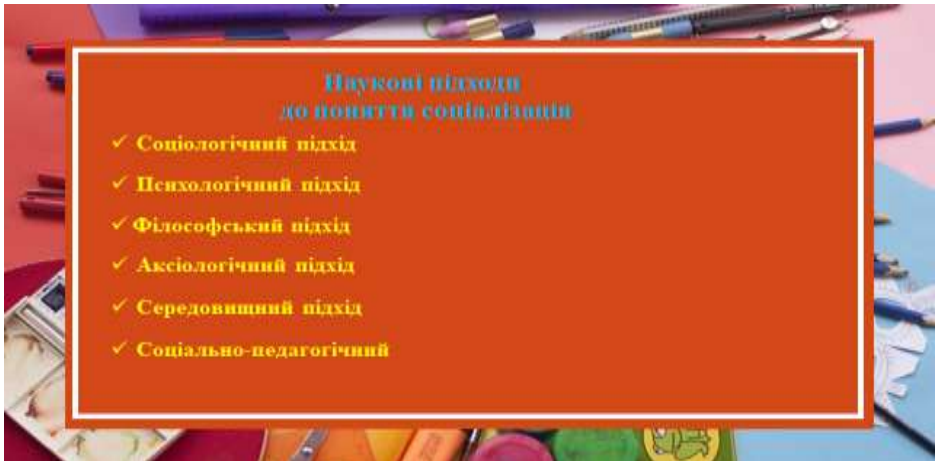 Наукові підходи
до поняття соціалізація
✓ Соціологічний підхід
✓ Психологічний підхід
✓ Філософський підхід
✓ Аксіологічний підхід
✓ Середовищний підхід
✓ Соціально-педагогічний